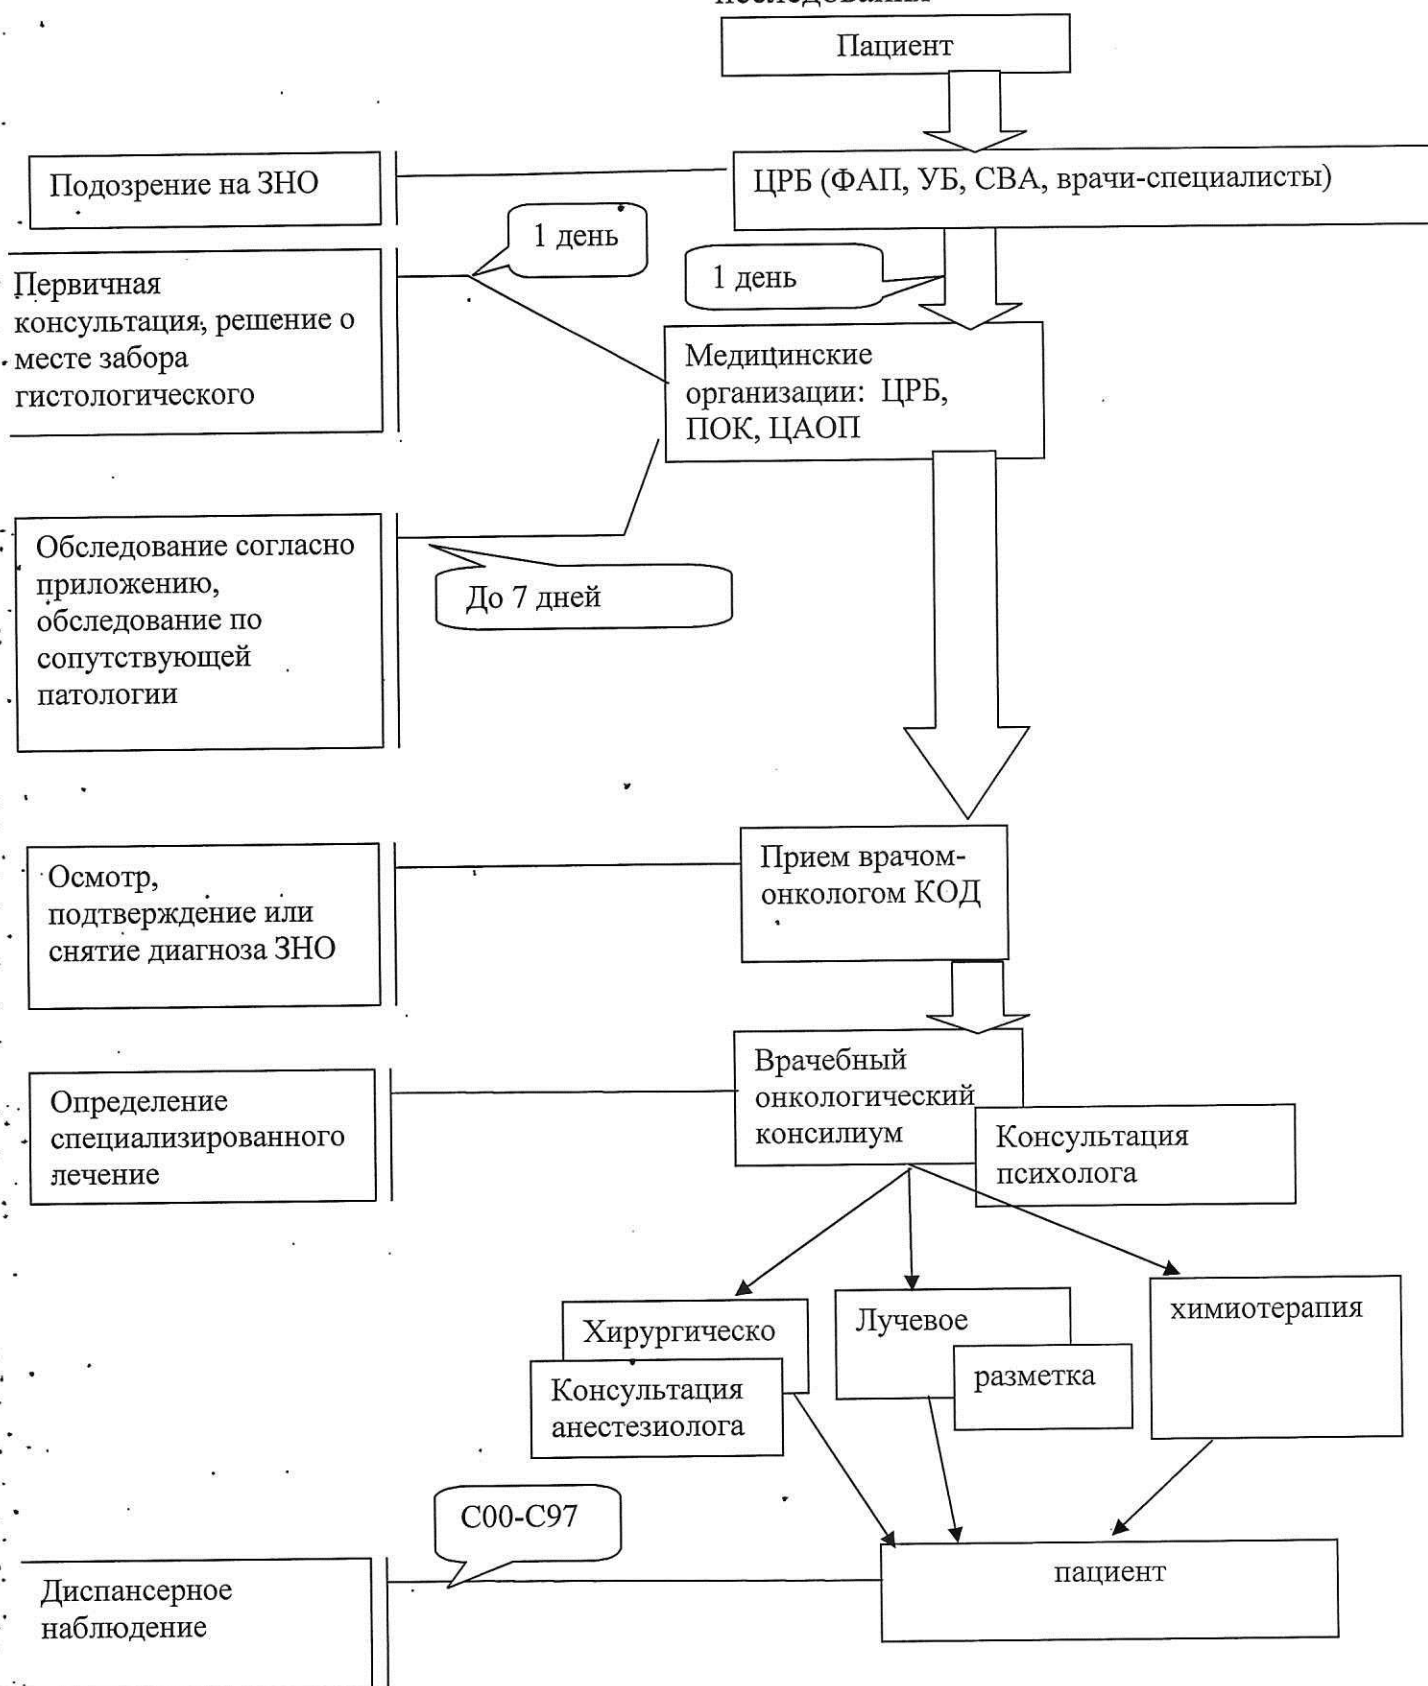 Пациент
Подозрение на ЗНО
ЦРБ (ФАП, УБ, СВА, врачи-специалисты)
1 день
1 день
Первичная
консультация, решение о
месте забора
гистологического
Медицинские
организации: ЦРБ,
ПОК, ЦАОП
Обследование согласно
приложению,
обследование по
сопутствующей
патологии
До 7 дней
Осмотр,
подтверждение или
снятие диагноза ЗНО
Прием врачом-
онкологом КОД
Определение
специализированного
лечение
Врачебный
онкологический
консилиум
Консультация
психолога
Хирургическо
Консультация
анестезиолога
Лучевое
разметка
химиотерапия
С00-С97
Диспансерное
наблюдение
пациент